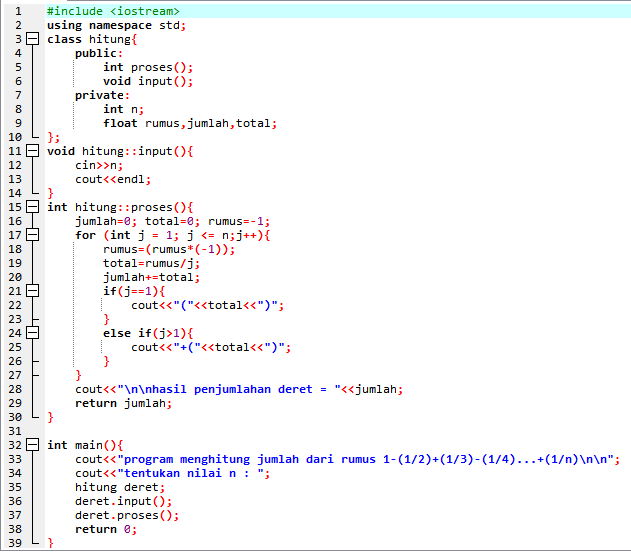 1 #include <iostream>
2 using namespace std;
3 class hitung{
4 public:
5 int proses();
6 void input();
7 private:
8 int n;
9 float rumus,jumlah,total;
10 };
11 void hitung::input(){
12 cin>>n;
13 cout<<endl;
14 }
15 int hitung::proses(){
16 jumlah=0; total=0; rumus=-1;
17 for (int j = 1; j <= n;j++){
18 rumus=(rumus*(-1));
19 total=rumus/j;
20 jumlah+=total;
21 if(j==1){
22 cout<<"("<<total<<")";
23 }
24 else if(j>1){
25 cout<<"+("<<total<<")";
26 }
27 }
28 cout<<"\n\nhasil penjumlahan deret = "<<jumlah;
29 return jumlah;
30 }
31
32 int main(){
33 cout<<"program menghitung jumlah dari rumus 1-(1/2)+(1/3)-(1/4)...+(1/n)\n\n";
34 cout<<"tentukan nilai n : ";
35 hitung deret;
36 deret.input();
37 deret.proses();
38 return 0;
39 }